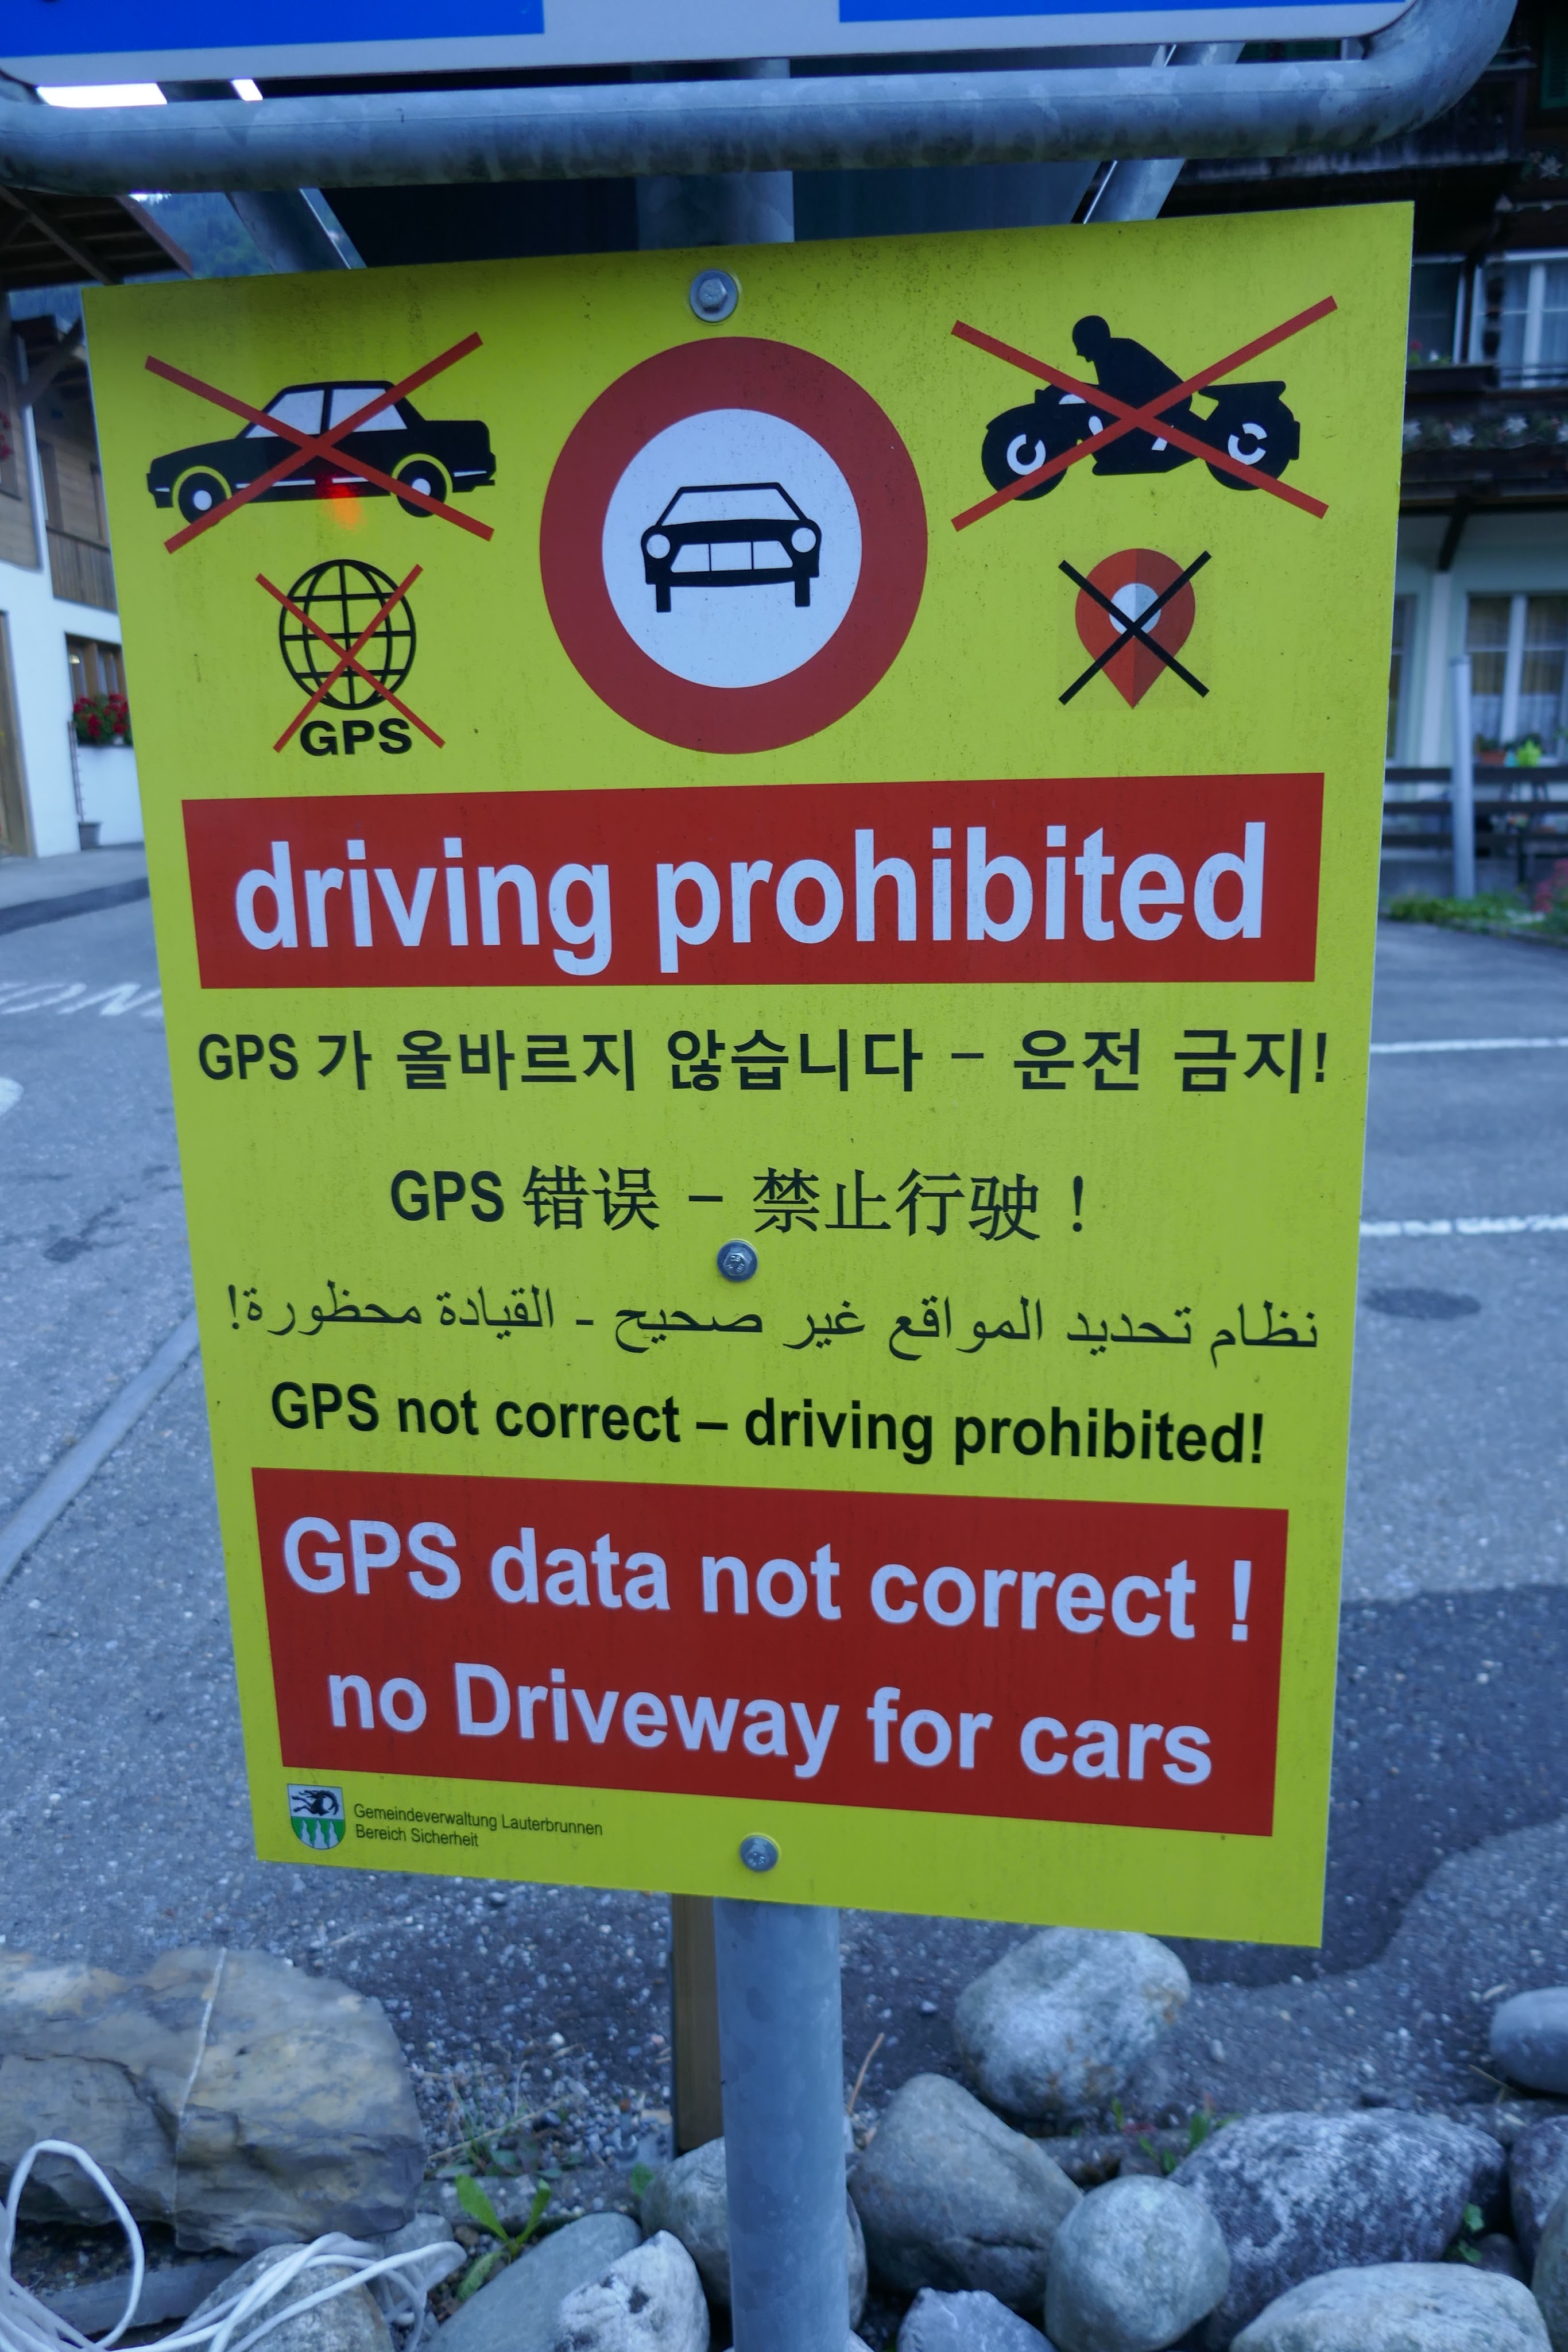 GPS
driving prohibited
GPS 가 올바르지 않습니다 - 운전 금지!
GPS 错误 - 禁止行驶！
نظام تحديد المواقع غير صحيح - القيادة محظورة!
GPS not correct – driving prohibited!
GPS data not correct !
no Driveway for cars
Gemeindeverwaltung Lauterbrunnen
Bereich Sicherheit